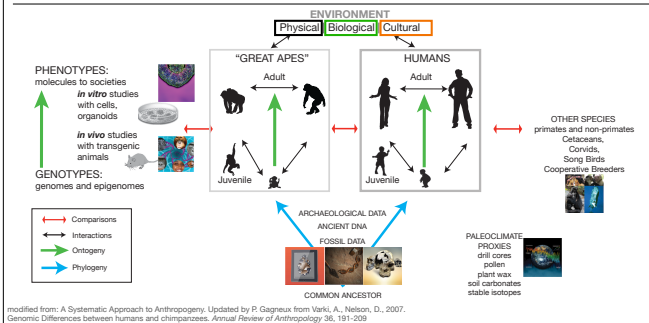 ENVIRONMENT
Physical Biological Cultural
PHENOTYPES:
molecules to societies
in vitro studies
with cells,
organoids
in vivo studies
with transgenic
animals
GENOTYPES:
genomes and epigenomes
"GREAT APES"
Adult
Juvenile
HUMANS
Adult
Juvenile
OTHER SPECIES
primates and non-primates
Cetaceans,
Corvids,
Song Birds
Cooperative Breeders
Comparisons
Interactions
Ontogeny
Phylogeny
ARCHAEOLOGICAL DATA
ANCIENT DNA
FOSSIL DATA
COMMON ANCESTOR
PALEOCLIMATE
PROXIES
drill cores
pollen
plant wax
soil carbonates
stable isotopes
modified from: A Systematic Approach to Anthropogeny. Updated by P. Gagneux from Varki, A., Nelson, D., 2007.
Genomic Differences between humans and chimpanzees. Annual Review of Anthropology 36, 191-209